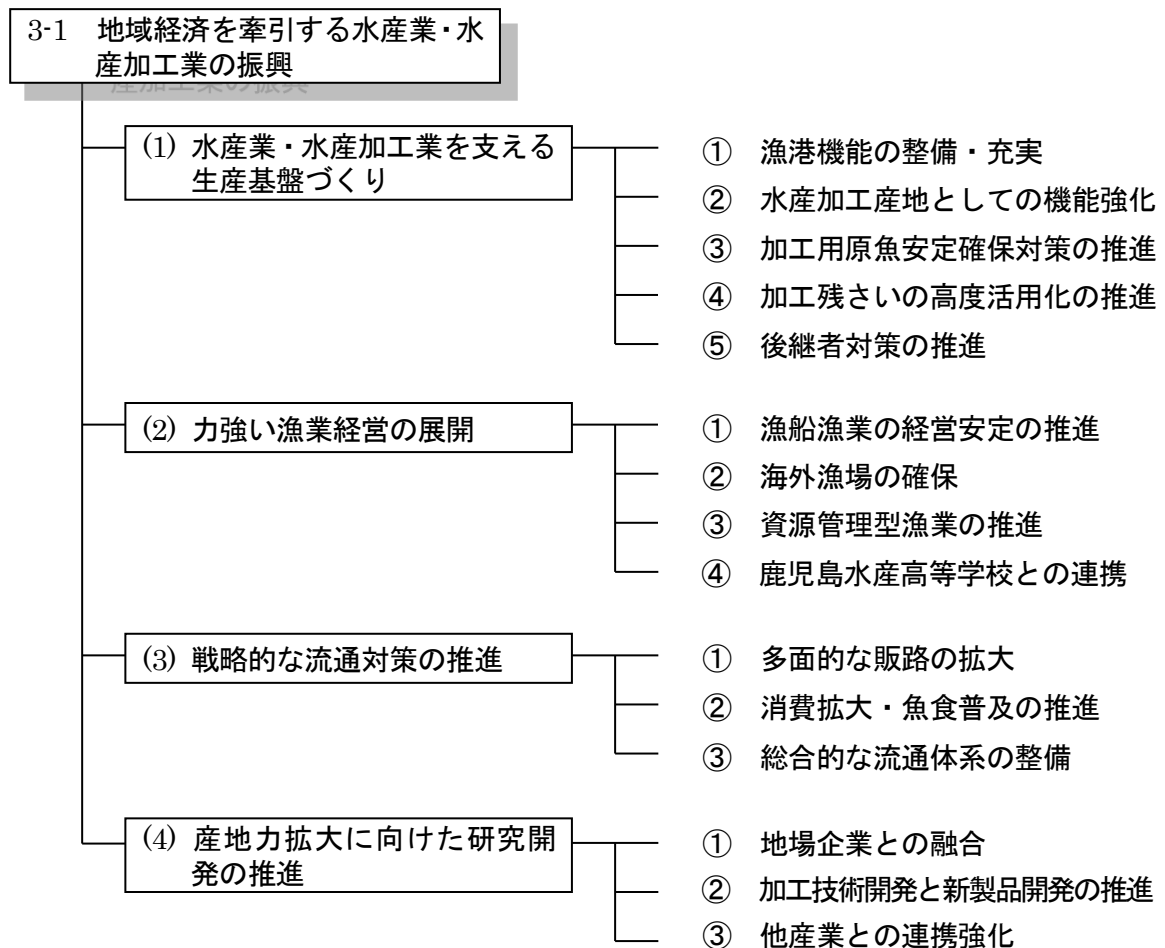 3-1 地域経済を牽引する水産業・水
産加工業の振興
(1) 水産業・水産加工業を支える
生産基盤づくり
① 漁港機能の整備・充実
② 水産加工産地としての機能強化
③ 加工用原魚安定確保対策の推進
④ 加工残さいの高度活用化の推進
⑤ 後継者対策の推進
(2) 力強い漁業経営の展開
① 漁船漁業の経営安定の推進
② 海外漁場の確保
③ 資源管理型漁業の推進
④ 鹿児島水産高等学校との連携
(3) 戦略的な流通対策の推進
① 多面的な販路の拡大
② 消費拡大・魚食普及の推進
③ 総合的な流通体系の整備
(4) 産地力拡大に向けた研究開
発の推進
① 地場企業との融合
② 加工技術開発と新製品開発の推進
③ 他産業との連携強化